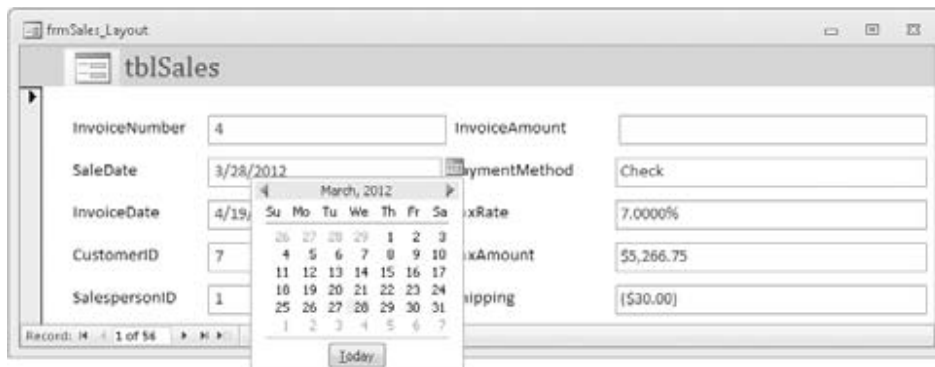 frmSales_Layout
tblSales
InvoiceNumber 4 InvoiceAmount
SaleDate 3/28/2012 aymentMethod Check
InvoiceDate 4/19/ xRate 7.0000%
CustomerID 7 xAmount $5,266.75
SalespersonID 1 ipping ($30.00)
March, 2012
Su Mo Tu We Th Fr Sa
26 27 28 29 1 2 3
4 5 6 7 8 9 10
11 12 13 14 15 16 17
18 19 20 21 22 23 24
25 26 27 28 29 30 31
1 2 3 4 5 6 7
Today
Record: 1 of 56